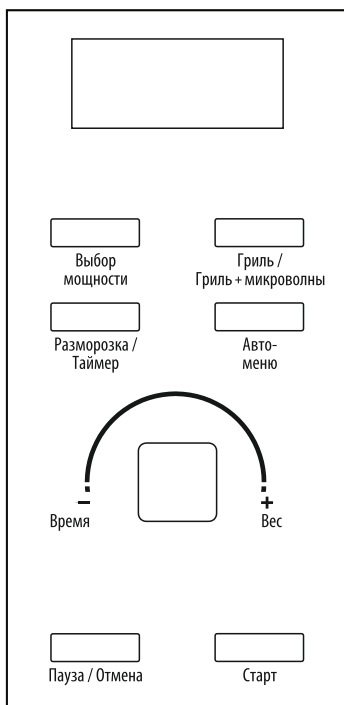 Выбор
мощности
Гриль /
Гриль + микроволны
Разморозка /
Таймер
Авто-
меню
– +
Время Вес
Пауза / Отмена Старт